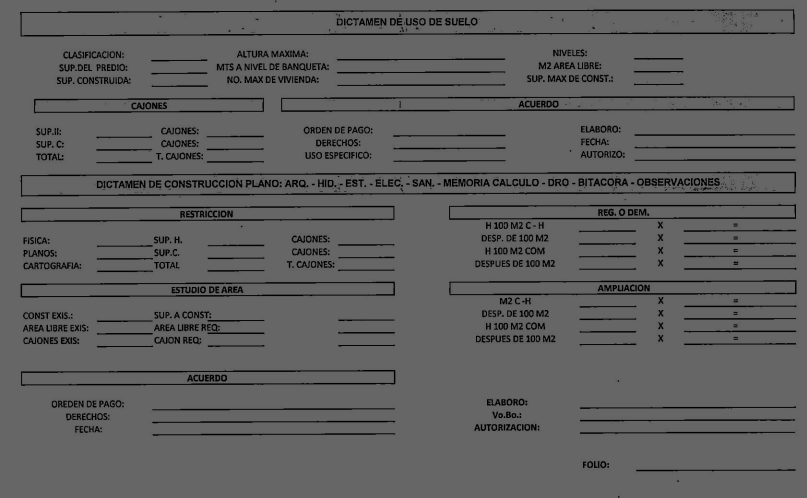 DICTAMEN DE USO DE SUELO
CLASIFICACION: ALTURA MAXIMA: NIVELES:
SUP.DEL PREDIO: MTS A NIVEL DE BANQUETA: M2 AREA LIBRE:
SUP. CONSTRUIDA: NO. MAX DE VIVIENDA: SUP. MAX DE CONST.:
CAJONES ACUERDO
SUP.II: CAJONES: ORDEN DE PAGO: ELABORO:
SUP. C: CAJONES: DERECHOS: FECHA:
TOTAL: T. CAJONES: USO ESPECIFICO: AUTORIZO:
DICTAMEN DE CONSTRUCCION PLANO: ARQ. - HID. - EST. - ELEC. - SAN. - MEMORIA CALCULO - DRO - BITACORA - OBSERVACIONES
RESTRICCION REG. O DEM.
H 100 M2 C - H X =
FISICA: SUP. H. CAJONES: DESP. DE 100 M2 X =
PLANOS: SUP.C. CAJONES: H 100 M2 COM X =
CARTOGRAFIA: TOTAL T. CAJONES: DESPUES DE 100 M2 X =
ESTUDIO DE AREA AMPLIACION
M2 C -H X =
CONST EXIS.: SUP. A CONST: DESP. DE 100 M2 X =
AREA LIBRE EXIS: AREA LIBRE REQ: H 100 M2 COM X =
CAJONES EXIS: CAJON REQ: DESPUES DE 100 M2 X =
ACUERDO
OREDEN DE PAGO: ELABORO:
DERECHOS: Vo.Bo.:
FECHA: AUTORIZACION:
FOLIO: